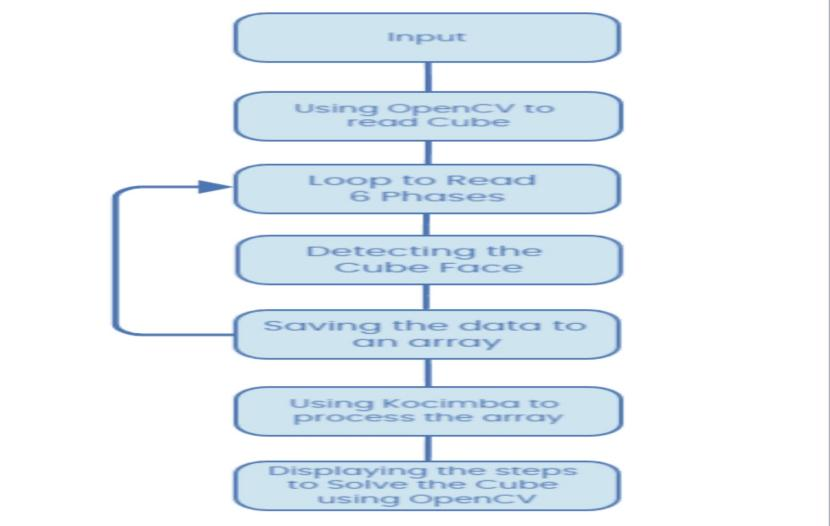 Input
Using OpenCV to
read Cube
Loop to Read
6 Phases
Detecting the
Cube Face
Saving the data to
an array
Using Kocimba to
process the array
Displaying the steps
to Solve the Cube
using OpenCV